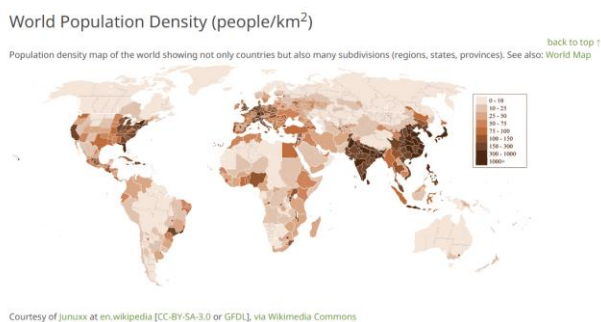 World Population Density (people/km²)
back to top ↑
Population density map of the world showing not only countries but also many subdivisions (regions, states, provinces). See also: World Map
0 - 10
10 - 25
25 - 50
50 - 75
75 - 100
100 - 150
150 - 300
300 - 1000
1000+
Courtesy of Junuxx at en.wikipedia [CC-BY-SA-3.0 or GFDL], via Wikimedia Commons